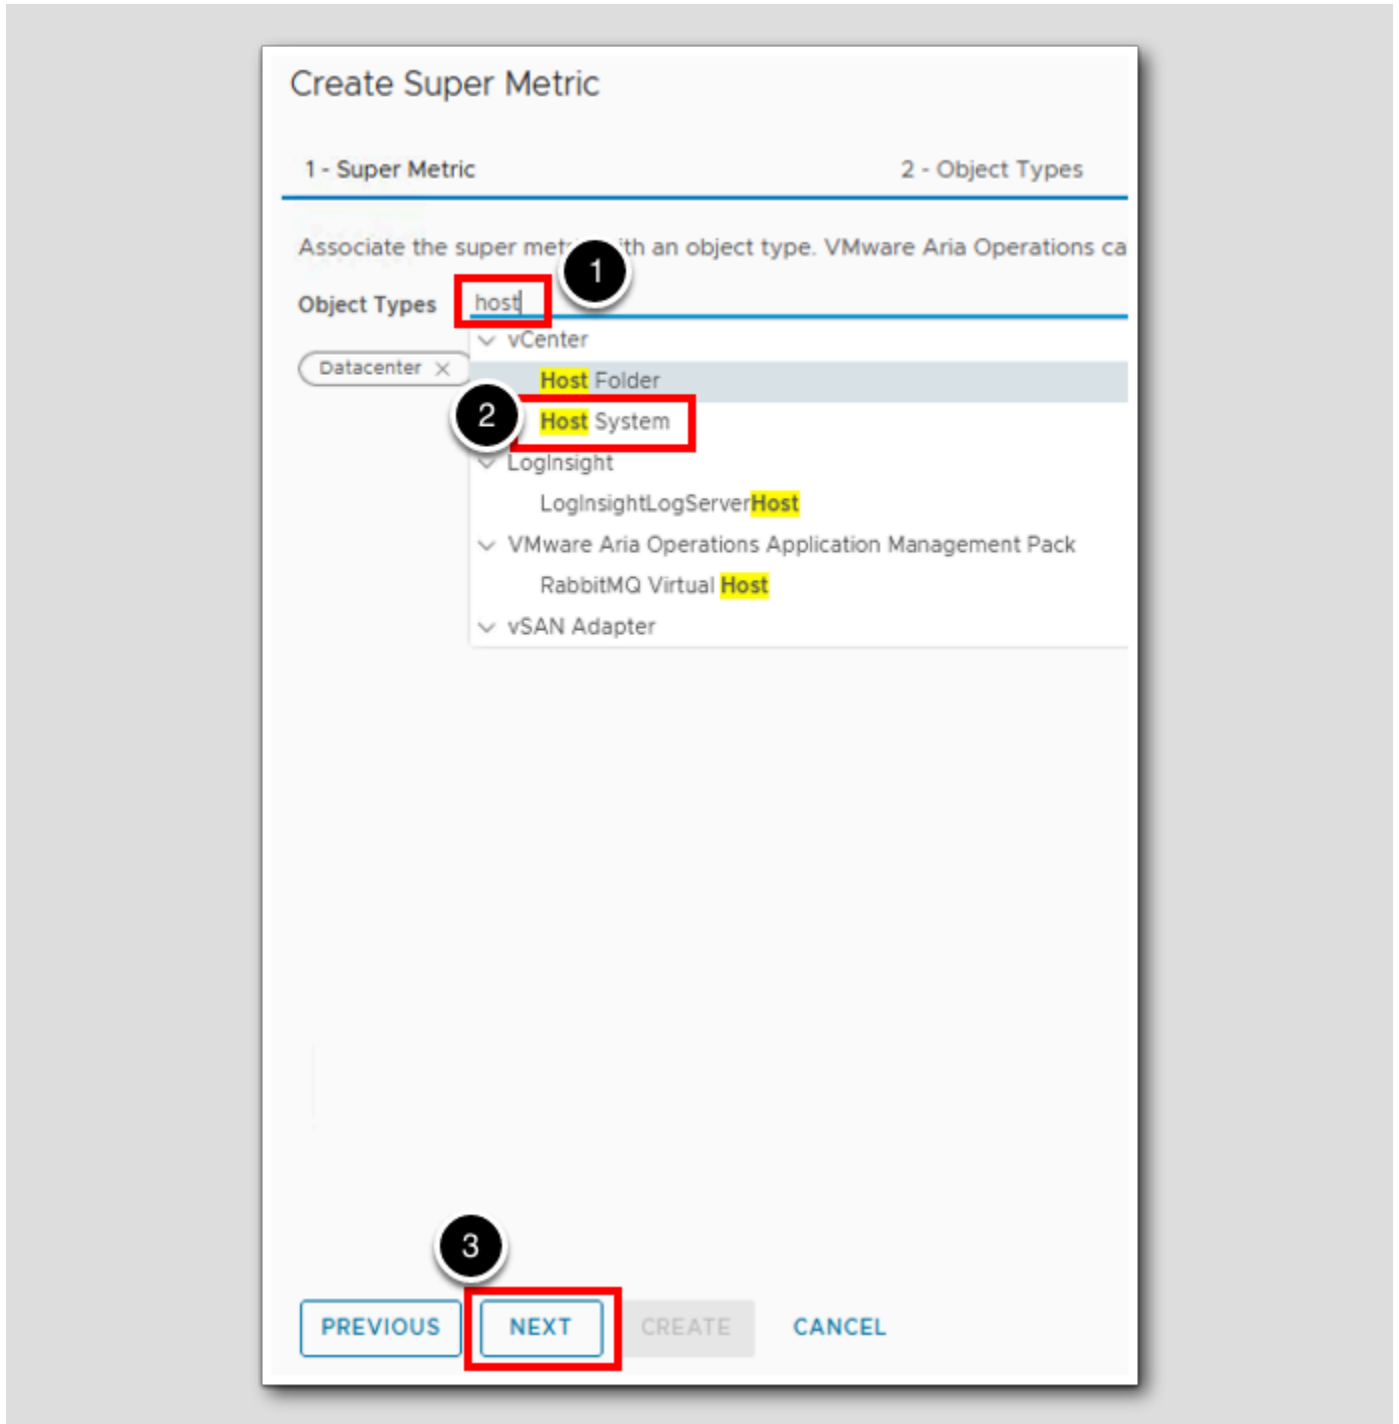 Create Super Metric
1 - Super Metric 2 - Object Types
Associate the super with an object type. VMware Aria Operations ca
1
Object Types host
vCenter
Datacenter ×
Host Folder
2
Host System
LogInsight
LogInsightLogServerHost
VMware Aria Operations Application Management Pack
RabbitMQ Virtual Host
vSAN Adapter
3
PREVIOUS NEXT CREATE CANCEL